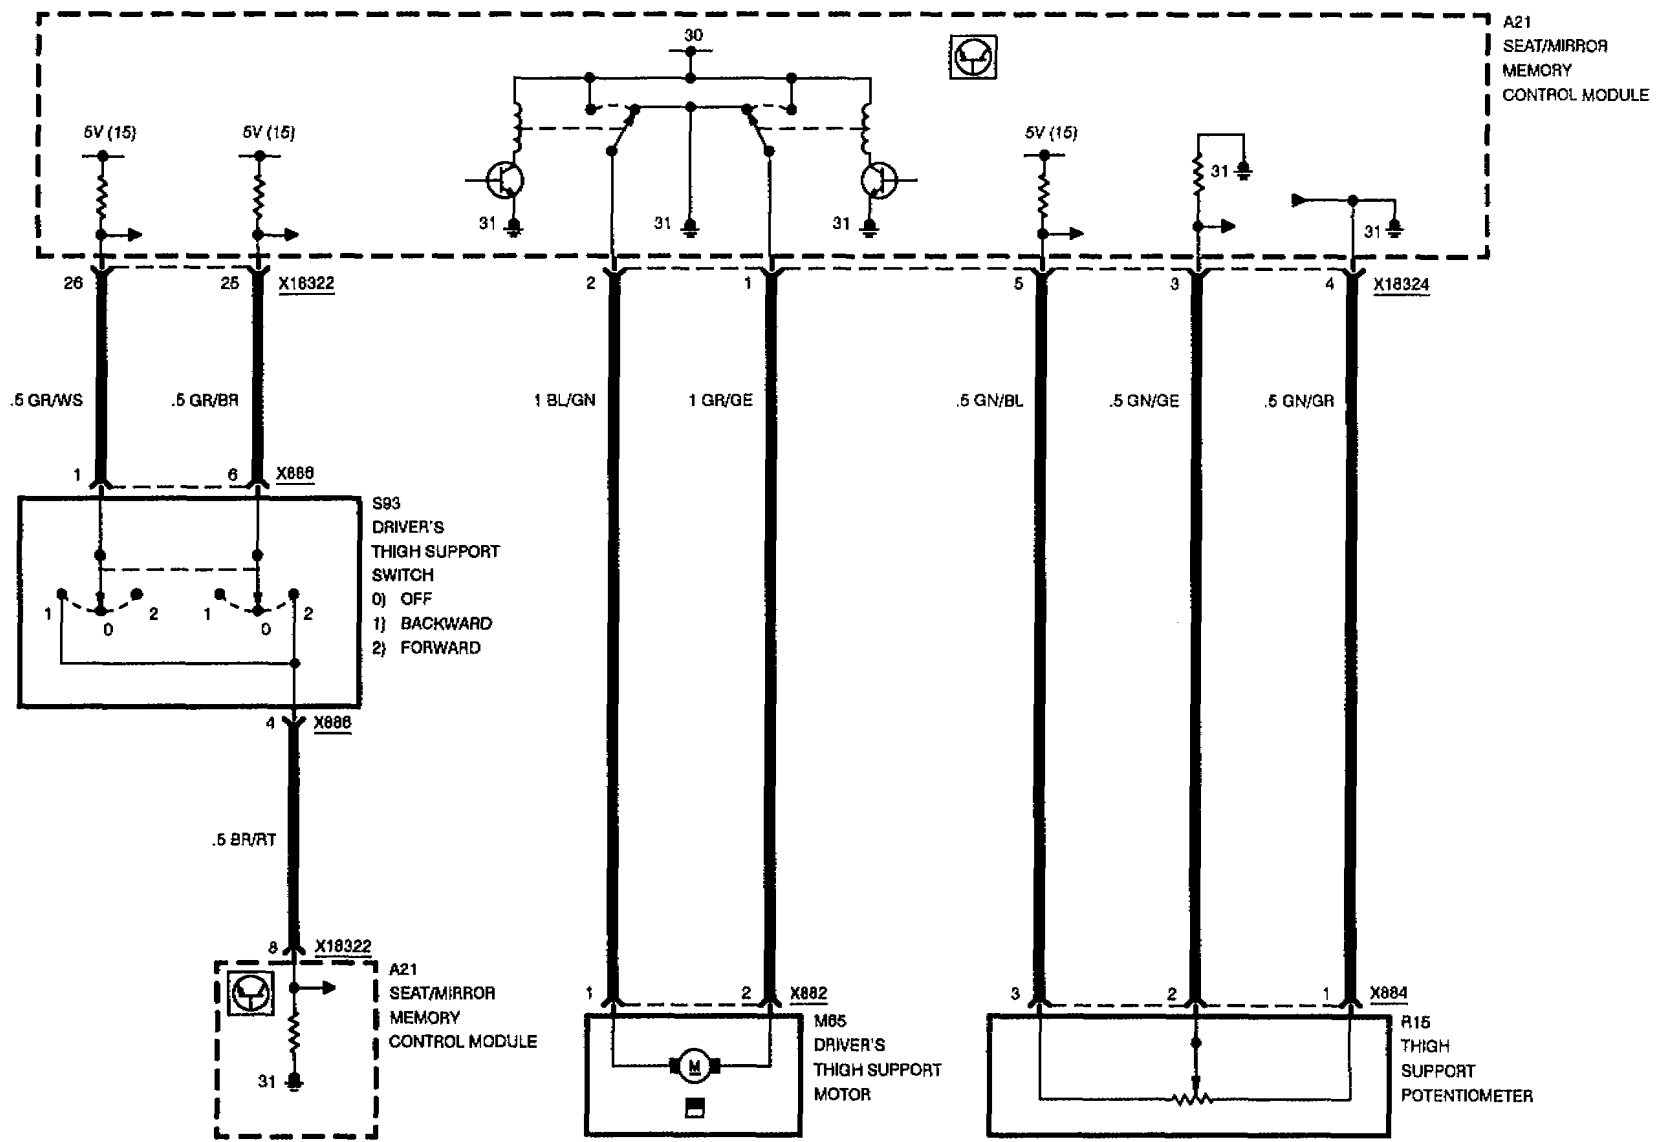 A21
SEAT/MIRROR
MEMORY
CONTROL MODULE
30
5V (15)
5V (15)
5V (15)
31
31
31
31
31
26
25
X18322
2
1
5
3
4
X18324
.5 GR/WS
.5 GR/BR
1 BL/GN
1 GR/GE
.5 GN/BL
.5 GN/GE
.5 GN/GR
1
6
X886
S93
DRIVER'S
THIGH SUPPORT
SWITCH
0) OFF
1) BACKWARD
2) FORWARD
1
0
2
1
0
2
4
X886
.5 BR/RT
8
X18322
A21
SEAT/MIRROR
MEMORY
CONTROL MODULE
31
1
2
X882
M65
DRIVER'S
THIGH SUPPORT
MOTOR
M
3
2
1
X884
R15
THIGH
SUPPORT
POTENTIOMETER